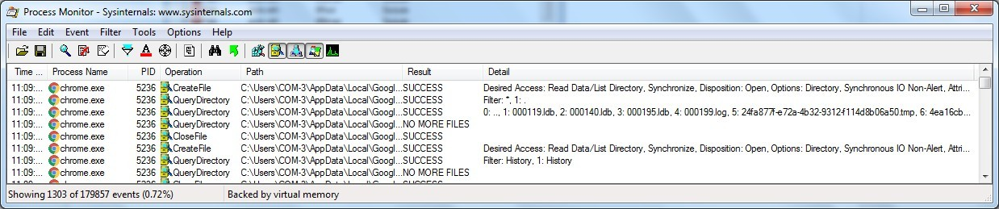 Process Monitor - Sysinternals: www.sysinternals.com
File Edit Event Filter Tools Options Help
Time ... Process Name PID Operation Path Result Detail
11:09:... chrome.exe 5236 CreateFile C:\Users\COM-3\AppData\Local\Googl... SUCCESS Desired Access: Read Data/List Directory, Synchronize, Disposition: Open, Options: Directory, Synchronous IO Non-Alert, Attri...
11:09:... chrome.exe 5236 QueryDirectory C:\Users\COM-3\AppData\Local\Googl... SUCCESS Filter: *, 1: .
11:09:... chrome.exe 5236 QueryDirectory C:\Users\COM-3\AppData\Local\Googl... SUCCESS 0: .., 1: 000119.ldb, 2: 000140.ldb, 3: 000195.ldb, 4: 000199.log, 5: 24fa877f-e72a-4b32-9312-f114d8b06a50.tmp, 6: 4ea16cb...
11:09:... chrome.exe 5236 QueryDirectory C:\Users\COM-3\AppData\Local\Googl... NO MORE FILES
11:09:... chrome.exe 5236 CloseFile C:\Users\COM-3\AppData\Local\Googl... SUCCESS
11:09:... chrome.exe 5236 CreateFile C:\Users\COM-3\AppData\Local\Googl... SUCCESS Desired Access: Read Data/List Directory, Synchronize, Disposition: Open, Options: Directory, Synchronous IO Non-Alert, Attri...
11:09:... chrome.exe 5236 QueryDirectory C:\Users\COM-3\AppData\Local\Googl... SUCCESS Filter: History, 1: History
11:09:... chrome.exe 5236 QueryDirectory C:\Users\COM-3\AppData\Local\Googl... NO MORE FILES
Showing 1303 of 179857 events (0.72%) Backed by virtual memory